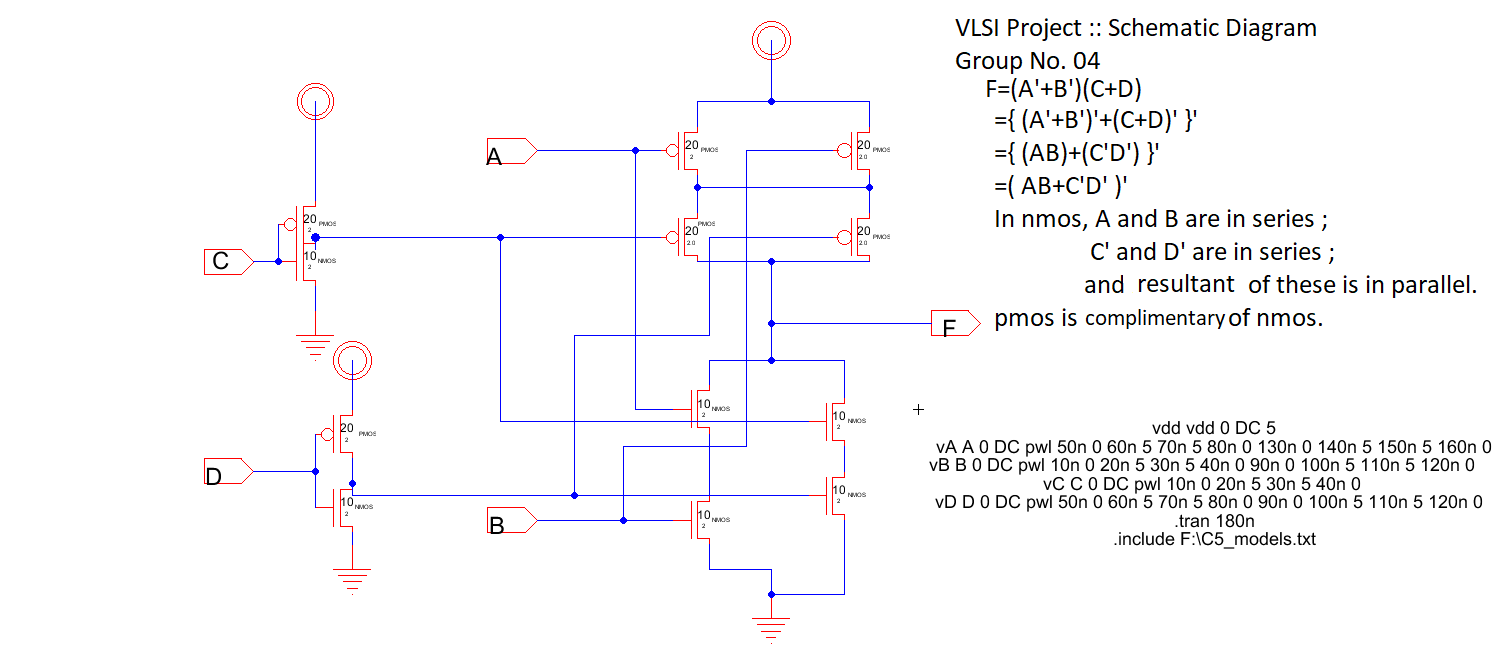 VLSI Project :: Schematic Diagram
Group No. 04
F=(A'+B')(C+D)
={ (A'+B')'+(C+D)' }'
={ (AB)+(C'D') }'
=( AB+C'D' )'
In nmos, A and B are in series ;
C' and D' are in series ;
and resultant of these is in parallel.
pmos is complimentary of nmos.
A
20
2
PMOS
20
2.0
PMOS
20
2
PMOS
C
10
2
NMOS
20
2.0
PMOS
20
2.0
PMOS
F
D
20
2
PMOS
10
2
NMOS
10
2
NMOS
10
2
NMOS
10
2
NMOS
B
10
2
NMOS
vdd vdd 0 DC 5
vA A 0 DC pwl 50n 0 60n 5 70n 5 80n 0 130n 0 140n 5 150n 5 160n 0
vB B 0 DC pwl 10n 0 20n 5 30n 5 40n 0 90n 0 100n 5 110n 5 120n 0
vC C 0 DC pwl 10n 0 20n 5 30n 5 40n 0
vD D 0 DC pwl 50n 0 60n 5 70n 5 80n 0 90n 0 100n 5 110n 5 120n 0
.tran 180n
.include F:\C5_models.txt